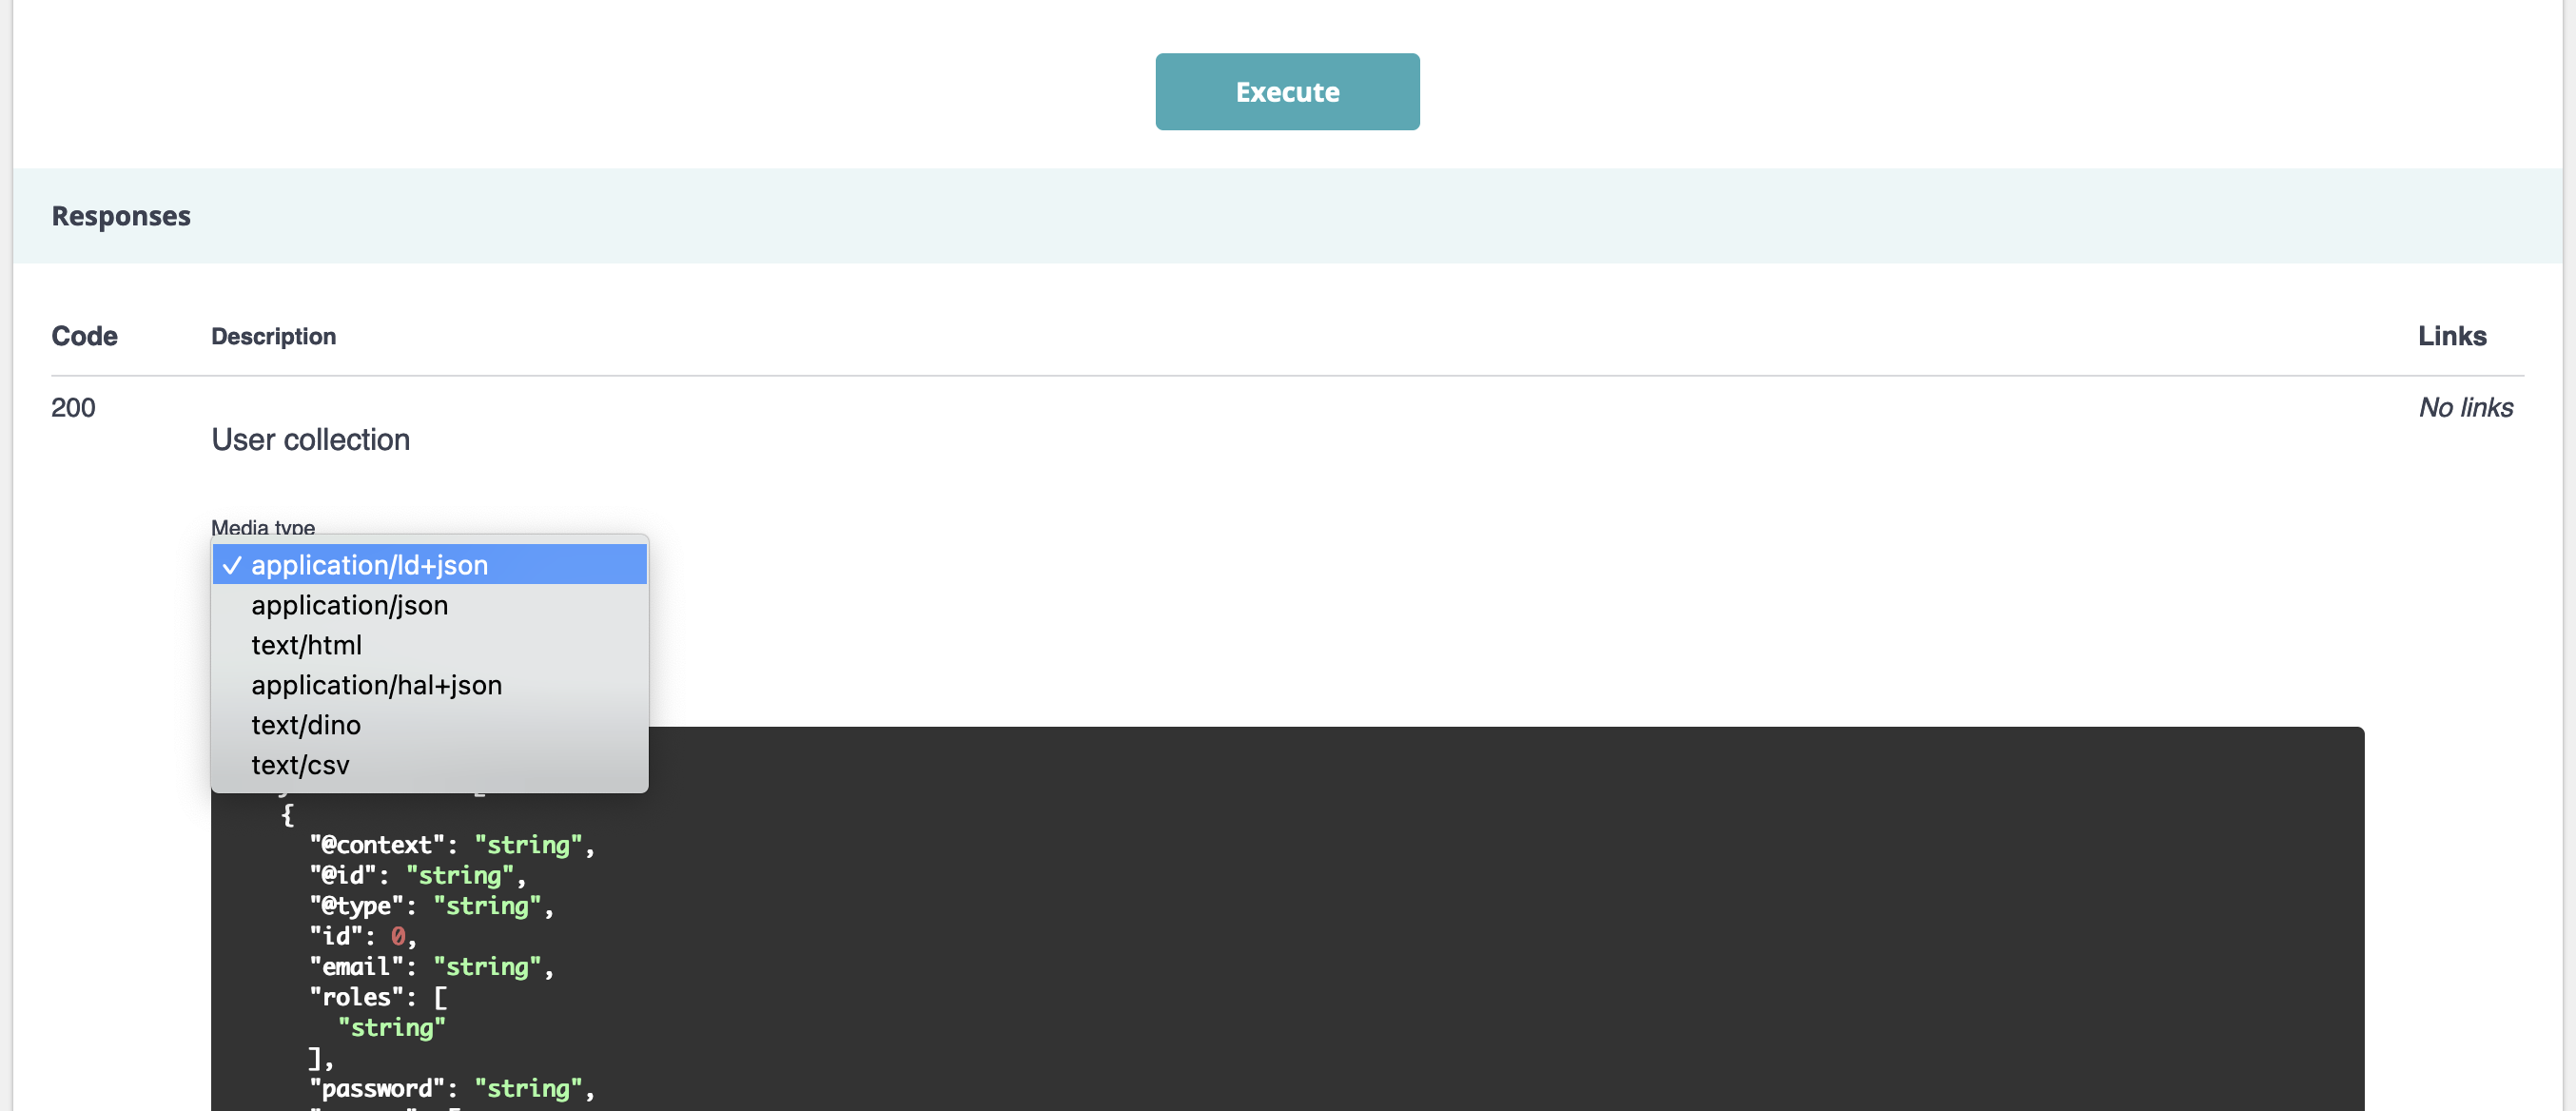 Execute
Responses
Code Description Links
200 No links
User collection
Media type
✓ application/ld+json
application/json
text/html
application/hal+json
text/dino
text/csv
{
"@context": "string",
"@id": "string",
"@type": "string",
"id": 0,
"email": "string",
"roles": [
"string"
],
"password": "string",